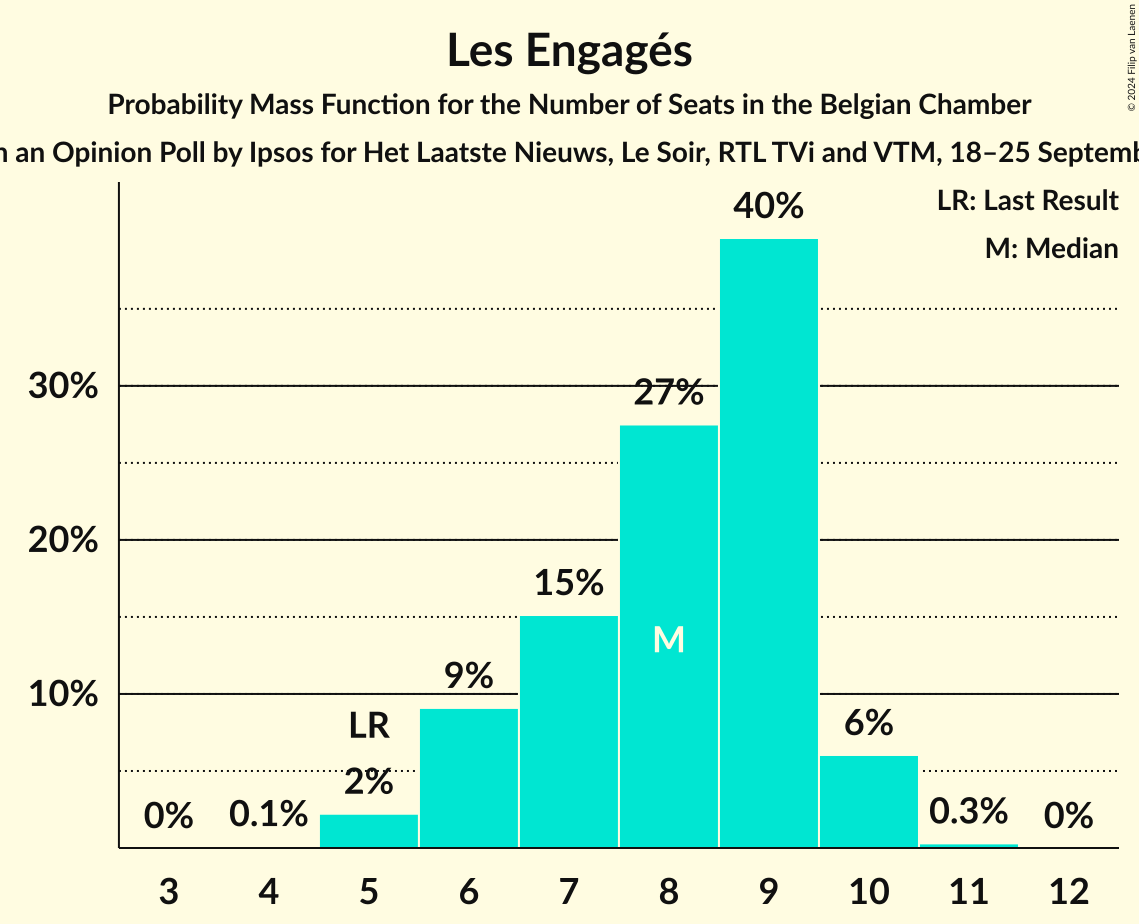 Les Engagés
Probability Mass Function for the Number of Seats in the Belgian Chamber
an Opinion Poll by Ipsos for Het Laatste Nieuws, Le Soir, RTL TVi and VTM, 18–25
© 2024 Filip van Laenen
LR: Last Result
M: Median
40%
30%
27%
20%
15%
M
10%
9%
LR
6%
2%
0%
0.1%
0.3%
0%
3 4 5 6 7 8 9 10 11 12